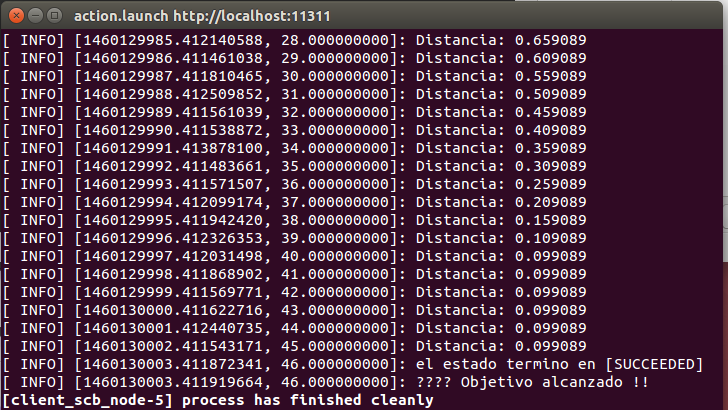 action.launch http://localhost:11311
[ INFO] [1460129985.412140588, 28.000000000]: Distancia: 0.659089
[ INFO] [1460129986.411461038, 29.000000000]: Distancia: 0.609089
[ INFO] [1460129987.411810465, 30.000000000]: Distancia: 0.559089
[ INFO] [1460129988.412509852, 31.000000000]: Distancia: 0.509089
[ INFO] [1460129989.411561039, 32.000000000]: Distancia: 0.459089
[ INFO] [1460129990.411538872, 33.000000000]: Distancia: 0.409089
[ INFO] [1460129991.413878100, 34.000000000]: Distancia: 0.359089
[ INFO] [1460129992.411483661, 35.000000000]: Distancia: 0.309089
[ INFO] [1460129993.411571507, 36.000000000]: Distancia: 0.259089
[ INFO] [1460129994.412099174, 37.000000000]: Distancia: 0.209089
[ INFO] [1460129995.411942420, 38.000000000]: Distancia: 0.159089
[ INFO] [1460129996.412326353, 39.000000000]: Distancia: 0.109089
[ INFO] [1460129997.412031498, 40.000000000]: Distancia: 0.099089
[ INFO] [1460129998.411868902, 41.000000000]: Distancia: 0.099089
[ INFO] [1460129999.411569771, 42.000000000]: Distancia: 0.099089
[ INFO] [1460130000.411622716, 43.000000000]: Distancia: 0.099089
[ INFO] [1460130001.412440735, 44.000000000]: Distancia: 0.099089
[ INFO] [1460130002.411543171, 45.000000000]: Distancia: 0.099089
[ INFO] [1460130003.411872341, 46.000000000]: el estado termino en [SUCCEEDED]
[ INFO] [1460130003.411919664, 46.000000000]: ???? Objetivo alcanzado !!
[client_scb_node-5] process has finished cleanly